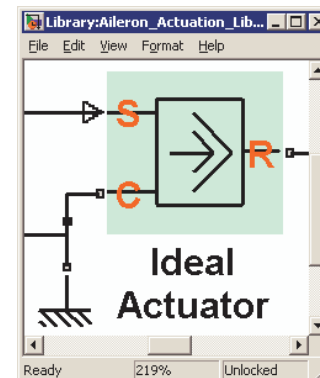 Library:Aileron_Actuation_Lib...
File Edit View Format Help
S
R
C
Ideal
Actuator
Ready 219% Unlocked